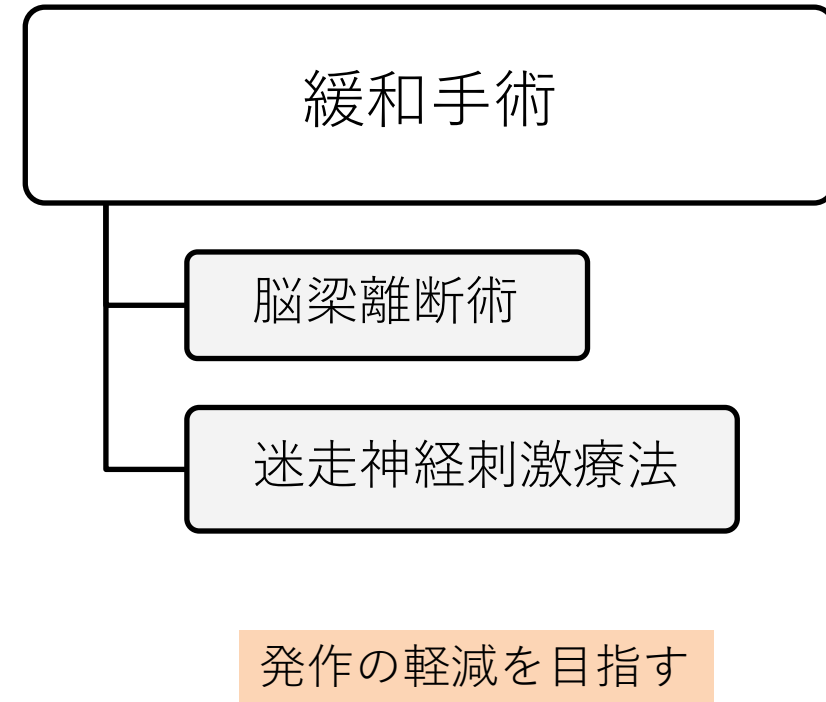 緩和手術
脳梁離断術
迷走神経刺激療法
発作の軽減を目指す